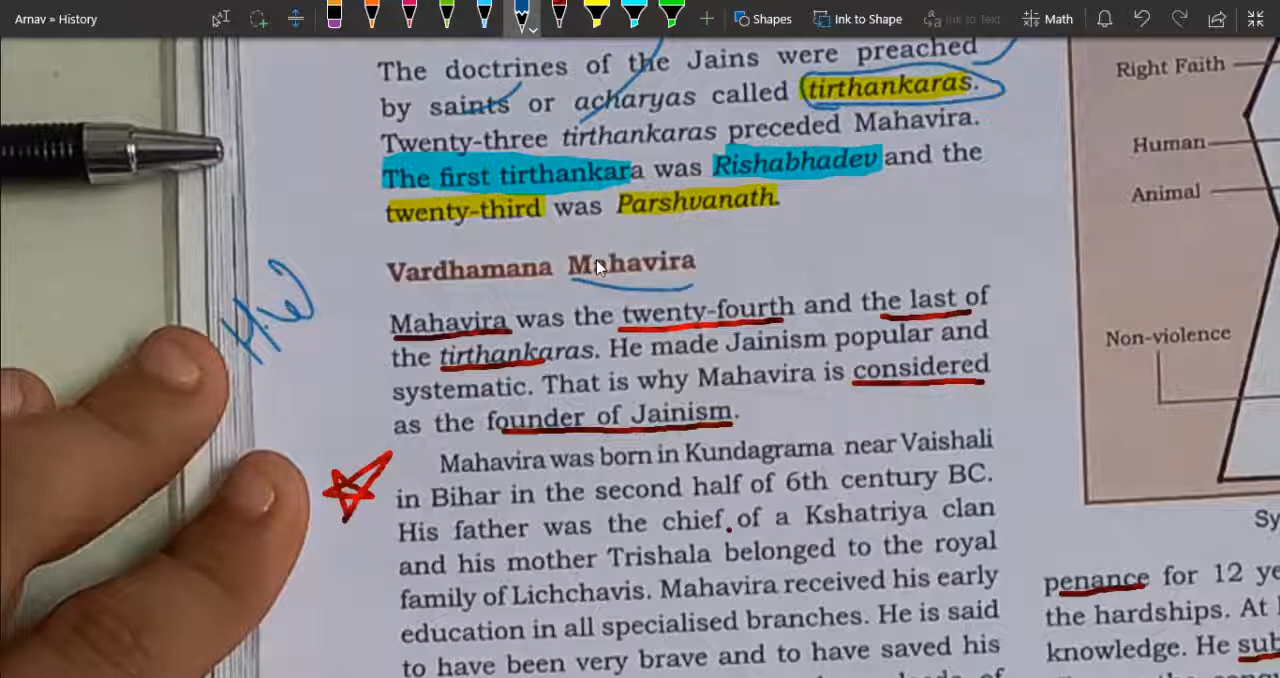 Arnav » History
Shapes
Ink to Shape
Ink to Text
Math
The doctrines of the Jains were preached
by saints or acharyas called tirthankaras.
Twenty-three tirthankaras preceded Mahavira.
The first tirthankara was Rishabhadev and the
twenty-third was Parshvanath.
H.W
Vardhamana Mahavira
Mahavira was the twenty-fourth and the last of
the tirthankaras. He made Jainism popular and
systematic. That is why Mahavira is considered
as the founder of Jainism.
Mahavira was born in Kundagrama near Vaishali
in Bihar in the second half of 6th century BC.
His father was the chief of a Kshatriya clan
and his mother Trishala belonged to the royal
family of Lichchavis. Mahavira received his early
education in all specialised branches. He is said
to have been very brave and to have saved his
of
Right Faith
Human
Animal
Non-violence
Sy
penance for 12 ye
the hardships. At
knowledge. He sub